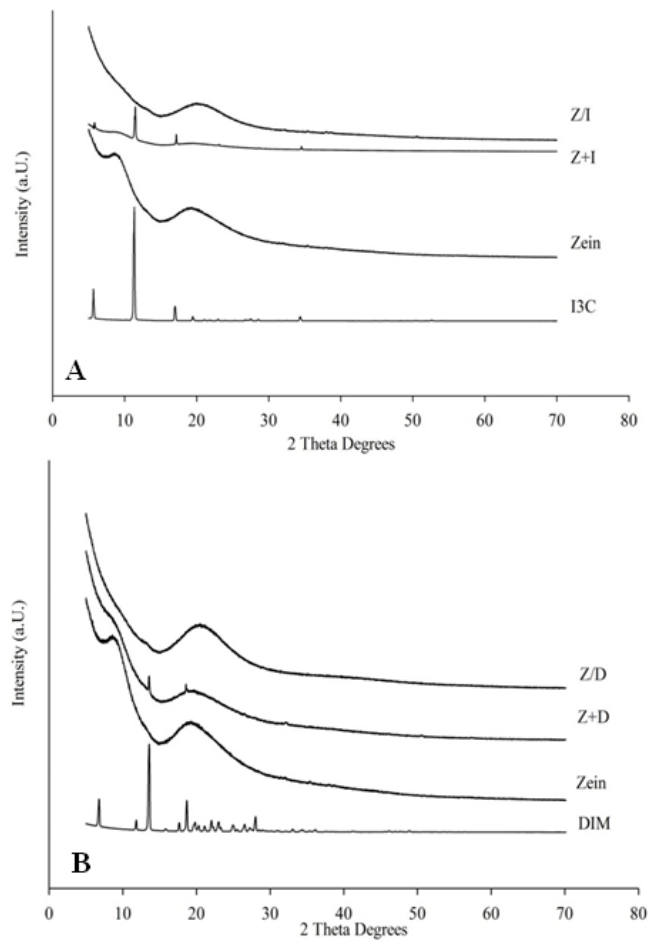 Intensity (a.U.)
Z/I
Z+I
Zein
I3C
A
0 10 20 30 40 50 60 70 80
2 Theta Degrees
Intensity (a.U.)
Z/D
Z+D
Zein
DIM
B
0 10 20 30 40 50 60 70 80
2 Theta Degrees